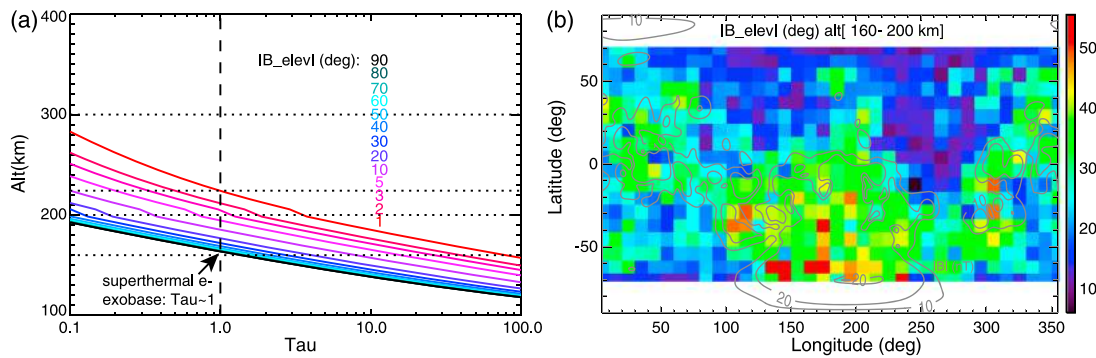 (a)
400
300
200
100
Alt(km)
IB_elevI (deg): 90
80
70
60
50
40
30
20
10
5
3
2
1
superthermal e-
exobase: Tau~1
0.1 1.0 10.0 100.0
Tau
(b)
IB_elevI (deg) alt[ 160- 200 km]
10
50
0
-50
Latitude (deg)
20
20
10
50 100 150 200 250 300 350
Longitude (deg)
50
40
30
20
10